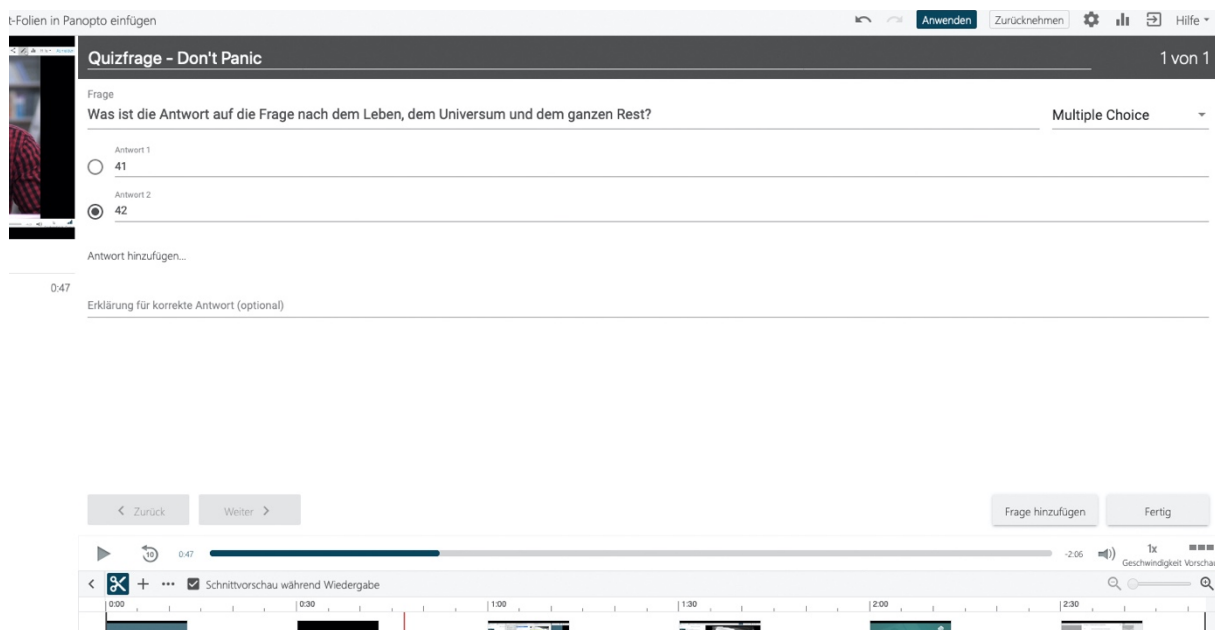 t-Folien in Panopto einfügen
Anwenden Zurücknehmen Hilfe
Quizfrage - Don't Panic 1 von 1
Frage
Was ist die Antwort auf die Frage nach dem Leben, dem Universum und dem ganzen Rest? Multiple Choice
Antwort 1
41
Antwort 2
42
Antwort hinzufügen...
0:47
Erklärung für korrekte Antwort (optional)
Zurück Weiter Frage hinzufügen Fertig
10 0:47 -2:06 1x
Geschwindigkeit Vorschau
Schnittvorschau während Wiedergabe
0:00 0:30 1:00 1:30 2:00 2:30